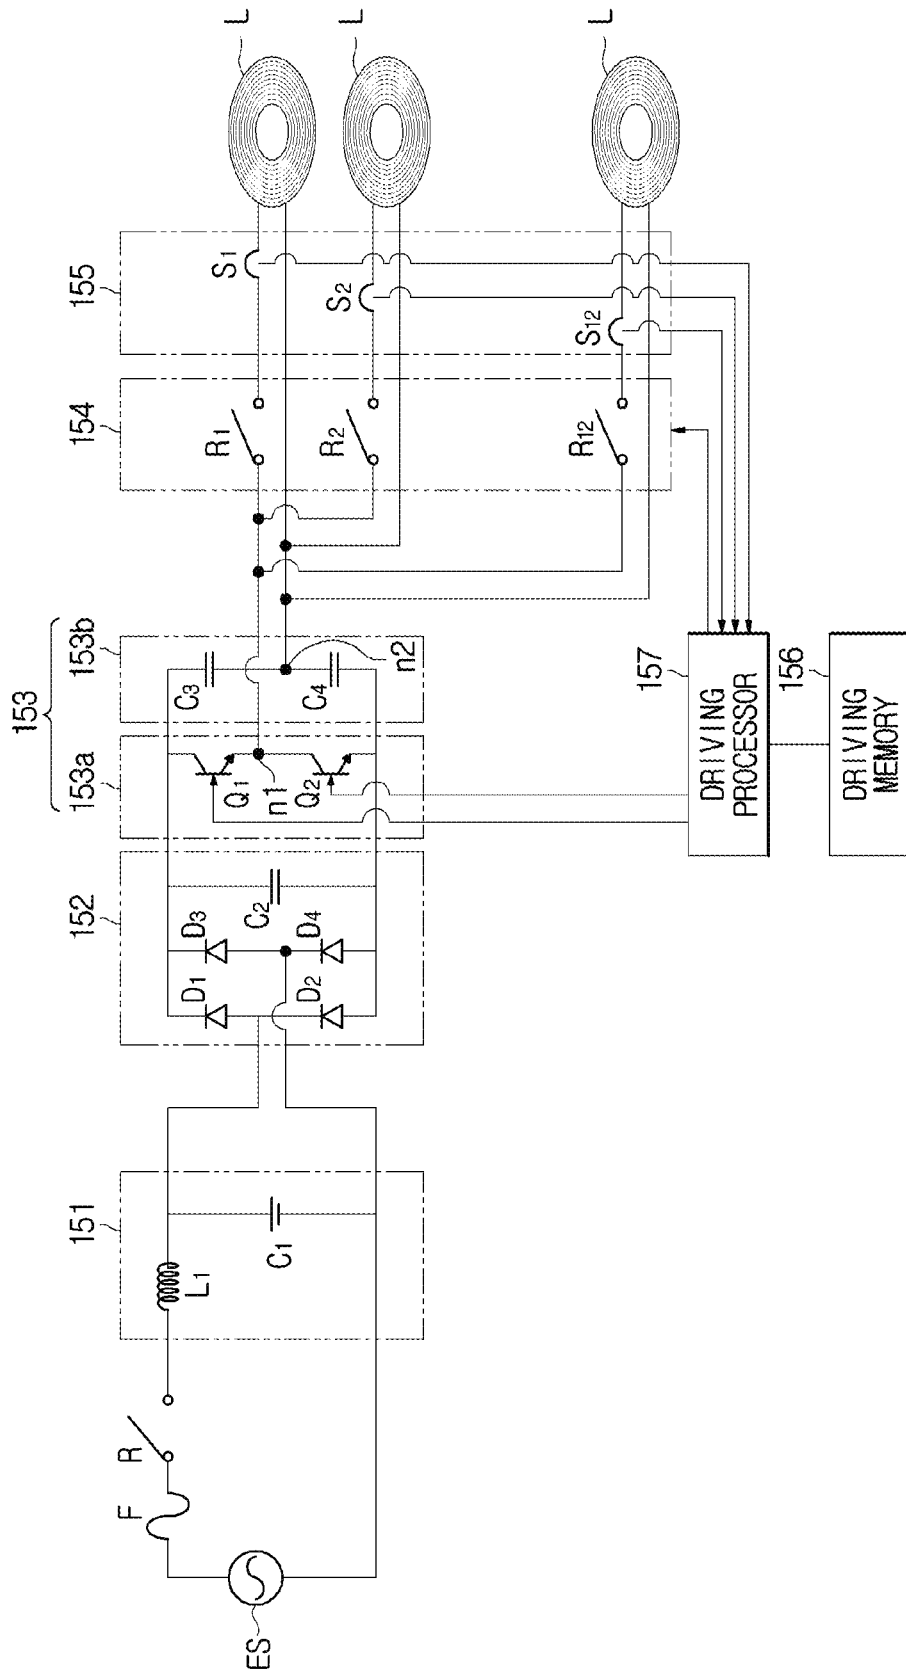 153
151
152
153a
153b
154
155
ES
F
R
L1
C1
D1
D3
D2
D4
C2
Q1
n1
Q2
C3
C4
n2
R1
R2
R12
S1
S2
S12
L
L
L
157
DRIVING
PROCESSOR
156
DRIVING
MEMORY